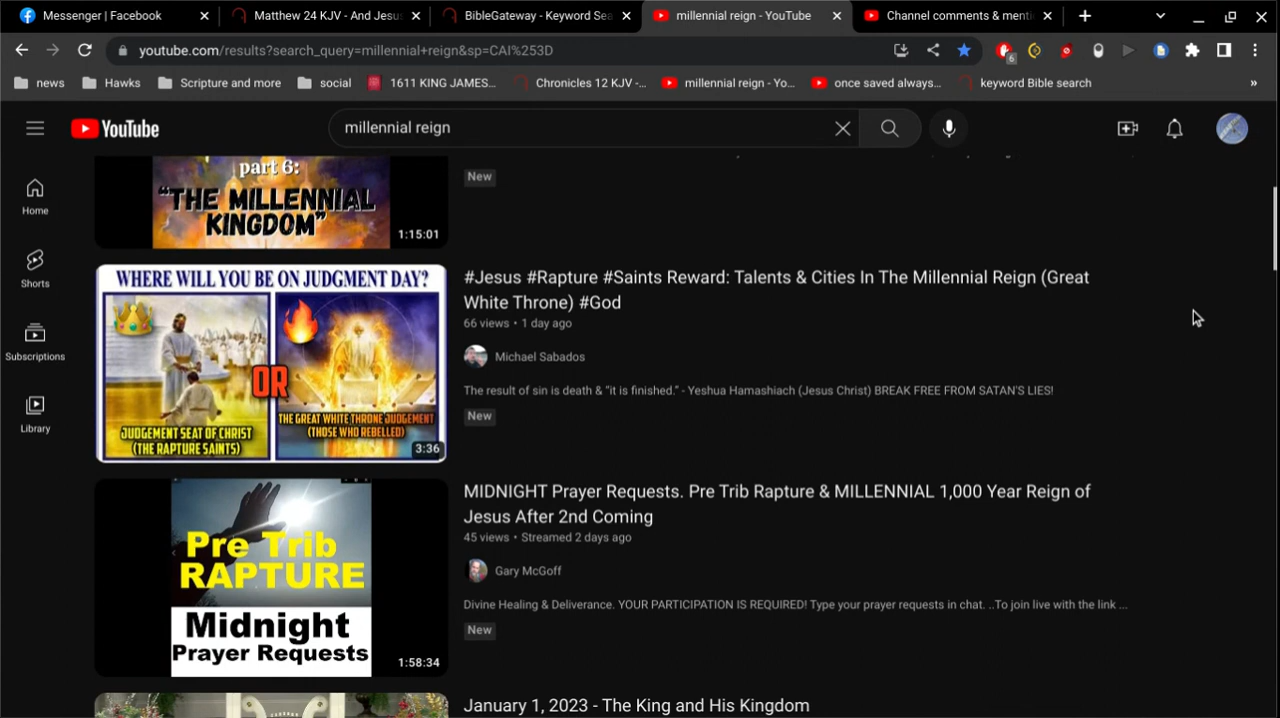 Messenger | Facebook
Matthew 24 KJV - And Jesus
BibleGateway - Keyword Sea
millennial reign - YouTube
Channel comments & menti
youtube.com/results?search_query=millennial+reign&sp=CAI%253D
6
news
Hawks
Scripture and more
social
1611 KING JAMES...
Chronicles 12 KJV -...
millennial reign - Yo...
once saved always...
keyword Bible search
»
YouTube
millennial reign
Home
Shorts
Subscriptions
Library
part 6:
"THE MILLENNIAL
KINGDOM"
1:15:01
New
WHERE WILL YOU BE ON JUDGMENT DAY?
OR
JUDGEMENT SEAT OF CHRIST
(THE RAPTURE SAINTS)
THE GREAT WHITE THRONE JUDGEMENT
(THOSE WHO REBELLED)
3:36
#Jesus #Rapture #Saints Reward: Talents & Cities In The Millennial Reign (Great
White Throne) #God
66 views • 1 day ago
Michael Sabados
The result of sin is death & "it is finished." - Yeshua Hamashiach (Jesus Christ) BREAK FREE FROM SATAN'S LIES!
New
Pre Trib
RAPTURE
Midnight
Prayer Requests
1:58:34
MIDNIGHT Prayer Requests. Pre Trib Rapture & MILLENNIAL 1,000 Year Reign of
Jesus After 2nd Coming
45 views • Streamed 2 days ago
Gary McGoff
Divine Healing & Deliverance. YOUR PARTICIPATION IS REQUIRED! Type your prayer requests in chat. ..To join live with the link ...
New
January 1, 2023 - The King and His Kingdom